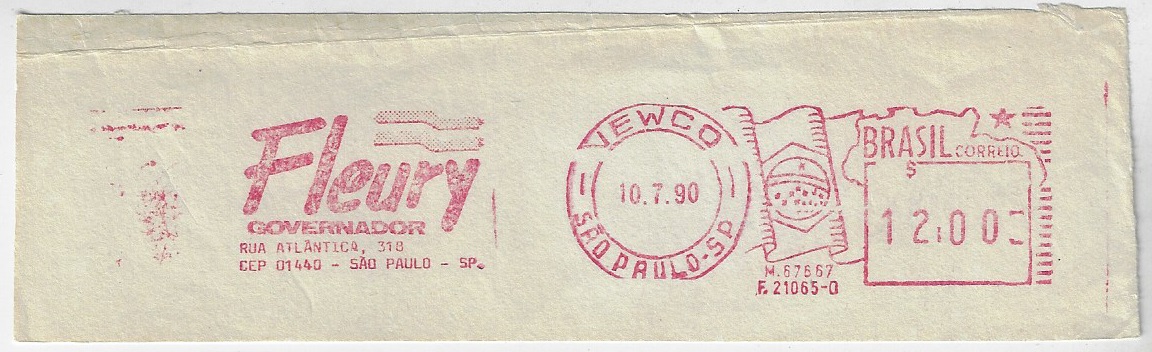 Fleury
GOVERNADOR
RUA ATLÂNTICA, 318
CEP 01440 - SÃO PAULO - SP.
VEWCO
10.7.90
SÃO PAULO-SP
M.67667
F.21065-0
BRASIL CORREIO
$
12,00